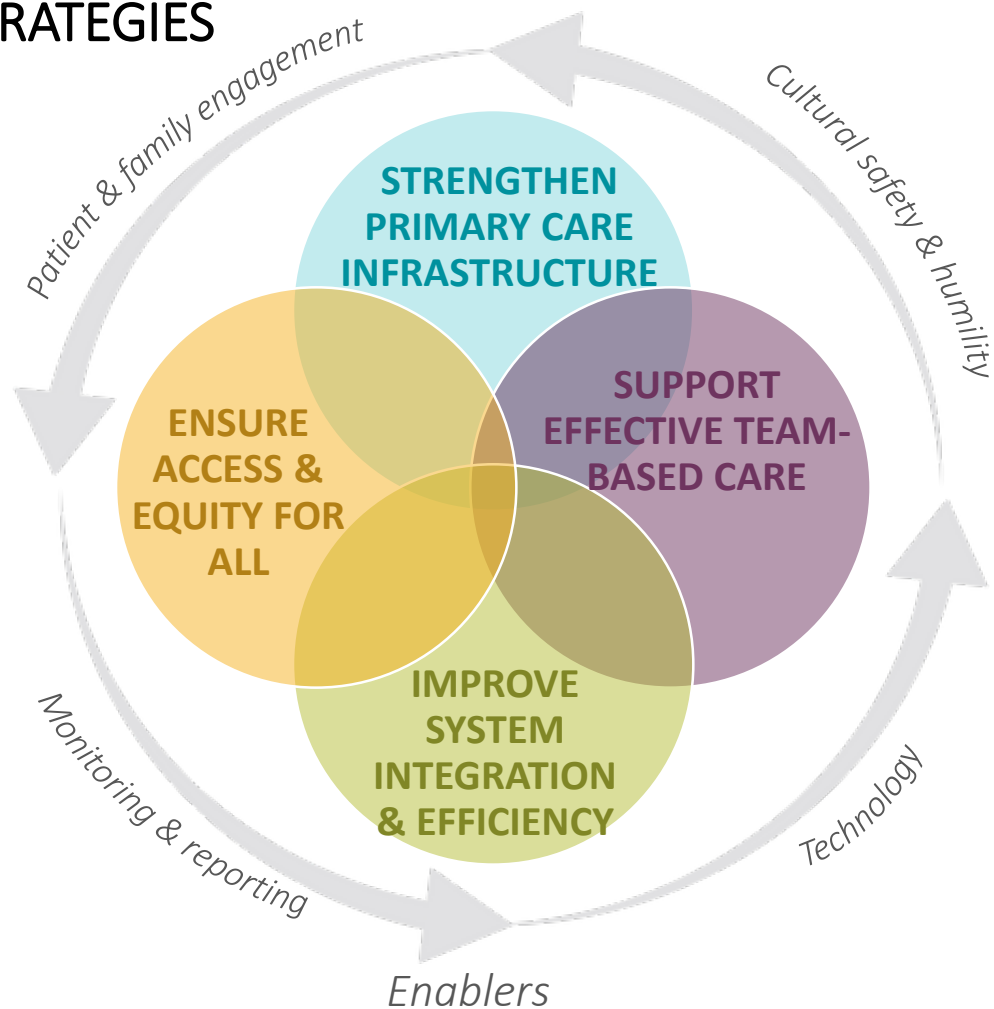 RATEGIES
Patient & family engagement
Cultural safety & humility
STRENGTHEN
PRIMARY CARE
INFRASTRUCTURE
SUPPORT
EFFECTIVE TEAM-
BASED CARE
ENSURE
ACCESS &
EQUITY FOR
ALL
IMPROVE
SYSTEM
INTEGRATION
& EFFICIENCY
Monitoring & reporting
Technology
Enablers